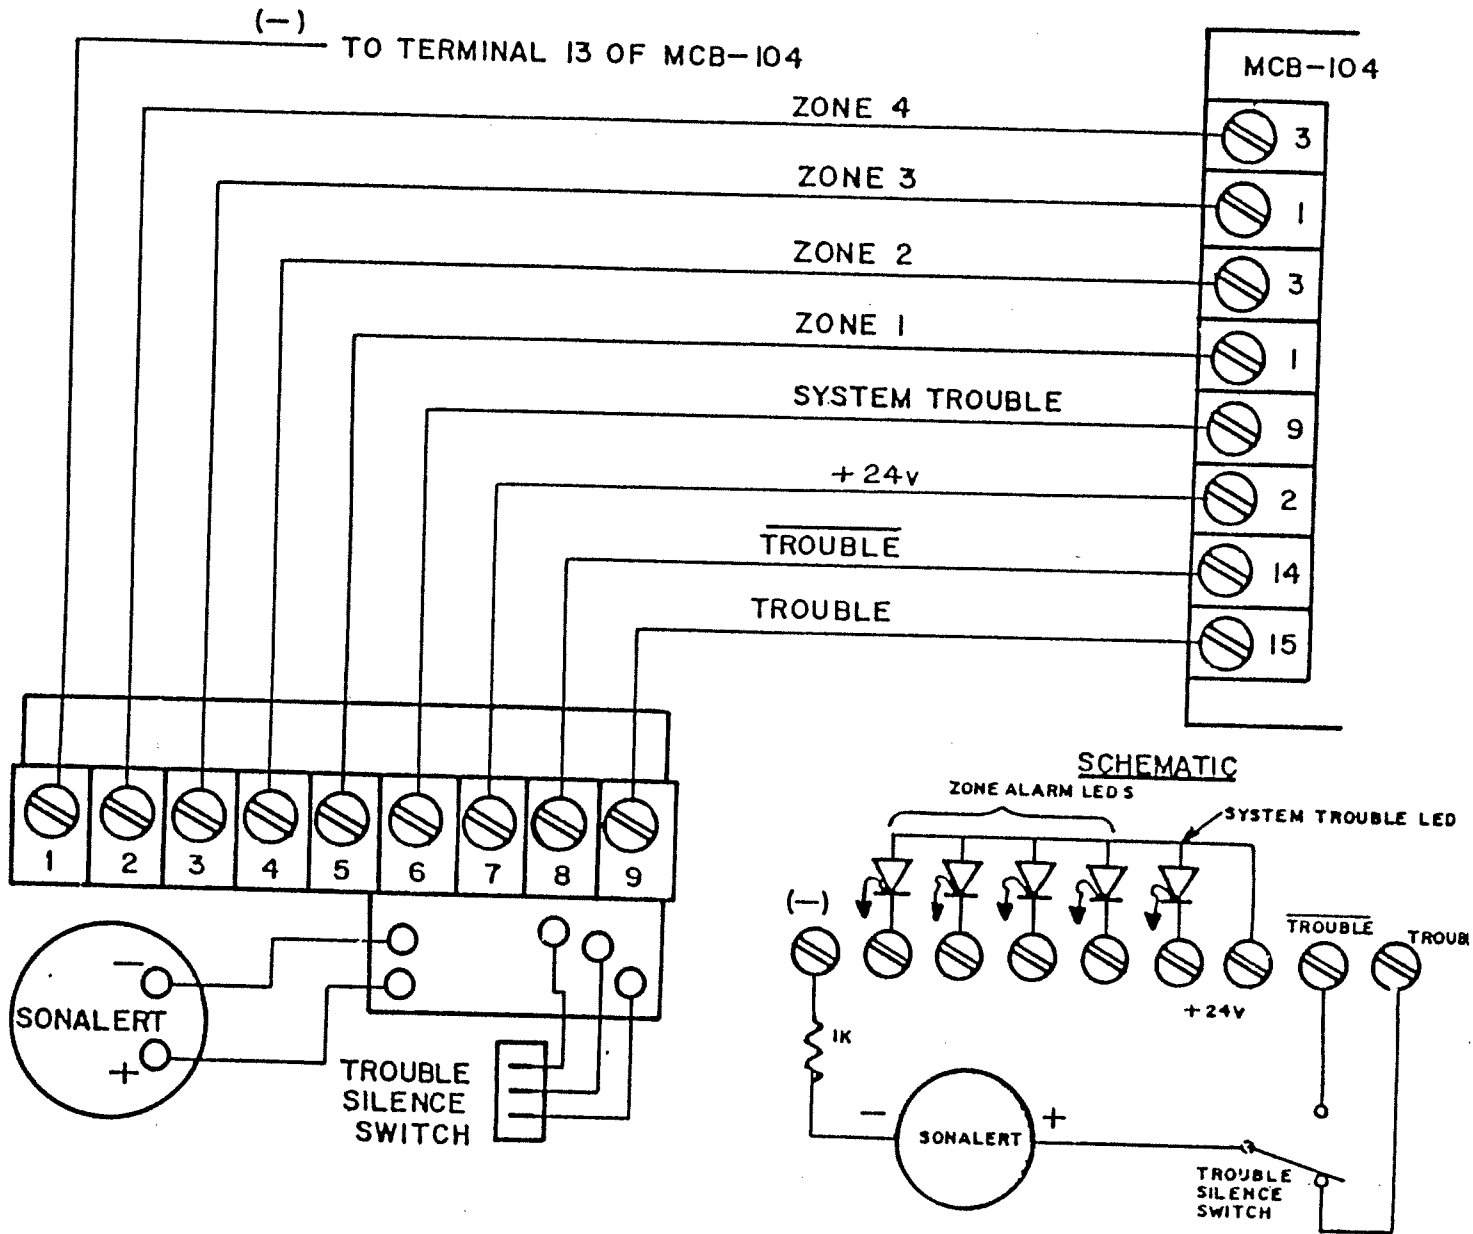 (-)
TO TERMINAL 13 OF MCB-104
MCB-104
ZONE 4
3
ZONE 3
1
ZONE 2
3
ZONE 1
1
SYSTEM TROUBLE
9
+24v
2
TROUBLE
14
TROUBLE
15
1 2 3 4 5 6 7 8 9
-
SONALERT
+
TROUBLE
SILENCE
SWITCH
SCHEMATIC
ZONE ALARM LEDS
SYSTEM TROUBLE LED
(-)
TROUBLE
TROUBL
+24V
1K
-
SONALERT
+
TROUBLE
SILENCE
SWITCH